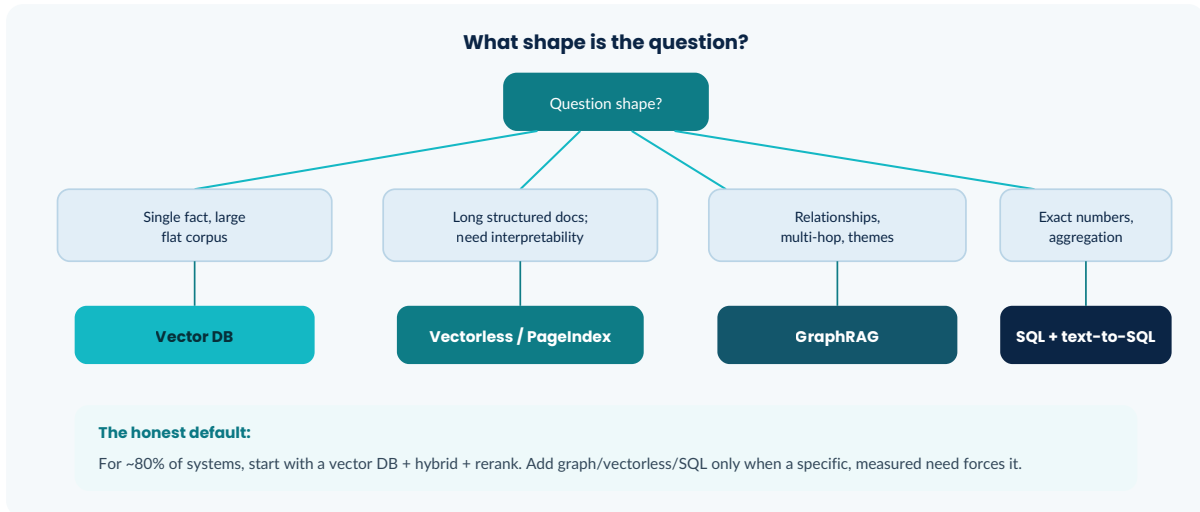 What shape is the question?
Question shape?
Single fact, large
flat corpus
Long structured docs;
need interpretability
Relationships,
multi-hop, themes
Exact numbers,
aggregation
Vector DB
Vectorless / PageIndex
GraphRAG
SQL + text-to-SQL
The honest default:
For ~80% of systems, start with a vector DB + hybrid + rerank. Add graph/vectorless/SQL only when a specific, measured need forces it.